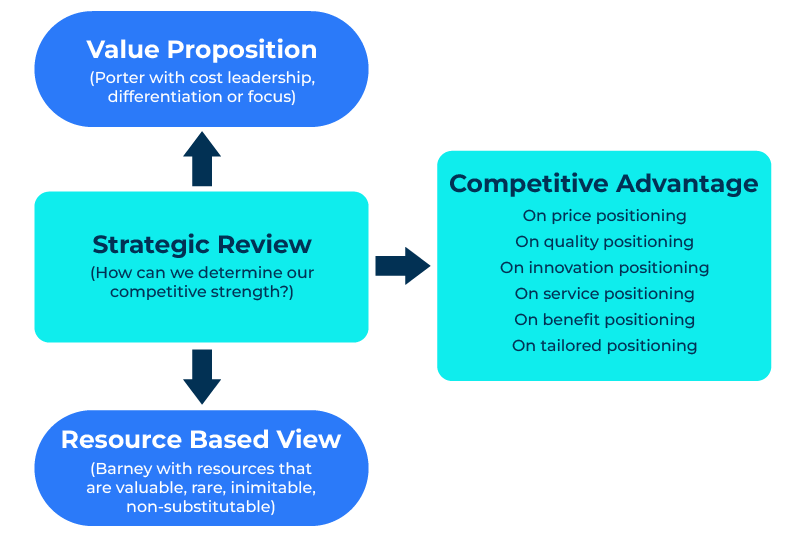 Value Proposition
(Porter with cost leadership,
differentiation or focus)
Strategic Review
(How can we determine our
competitive strength?)
Competitive Advantage
On price positioning
On quality positioning
On innovation positioning
On service positioning
On benefit positioning
On tailored positioning
Resource Based View
(Barney with resources that
are valuable, rare, inimitable,
non-substitutable)